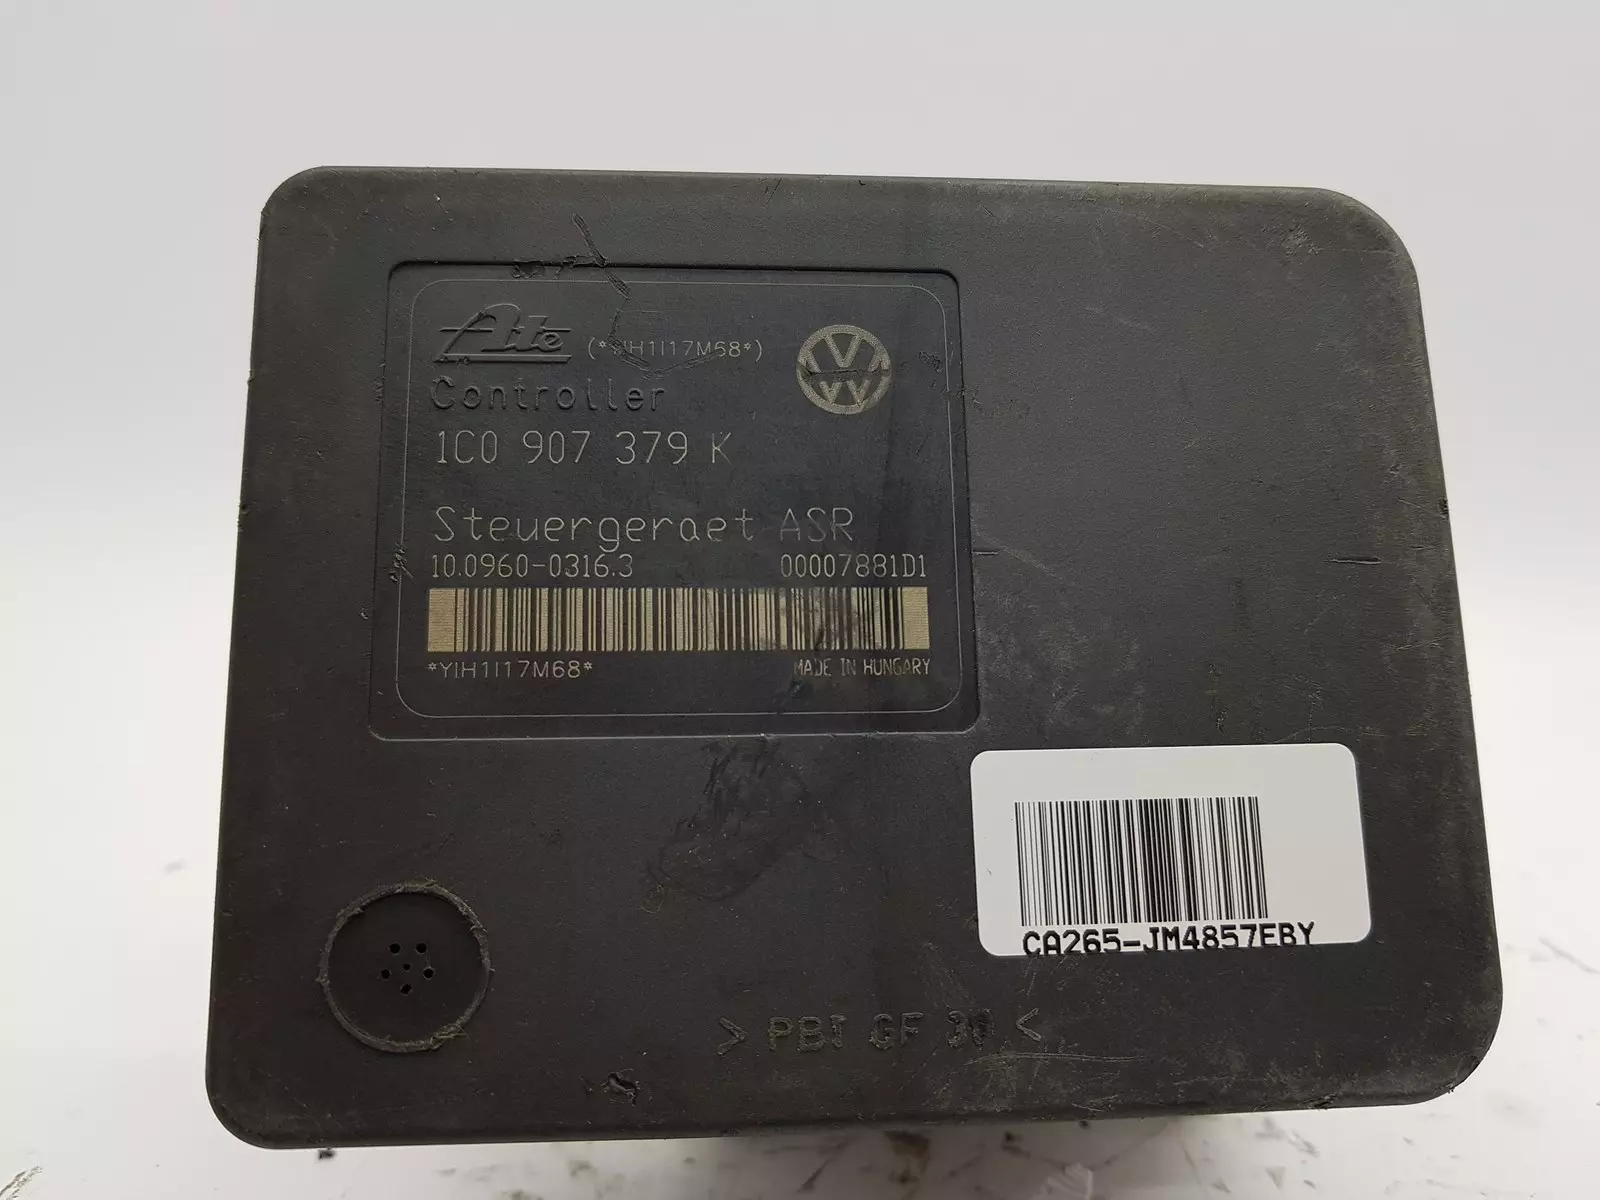 Ate (*YIH1I17M68*)
Controller
1C0 907 379 K
Steuergeraet ASR
10.0960-0316.3 00007881D1
*YIH1I17M68*
MADE IN HUNGARY
CA265-JM4857EBY
> PBT GF 30 <